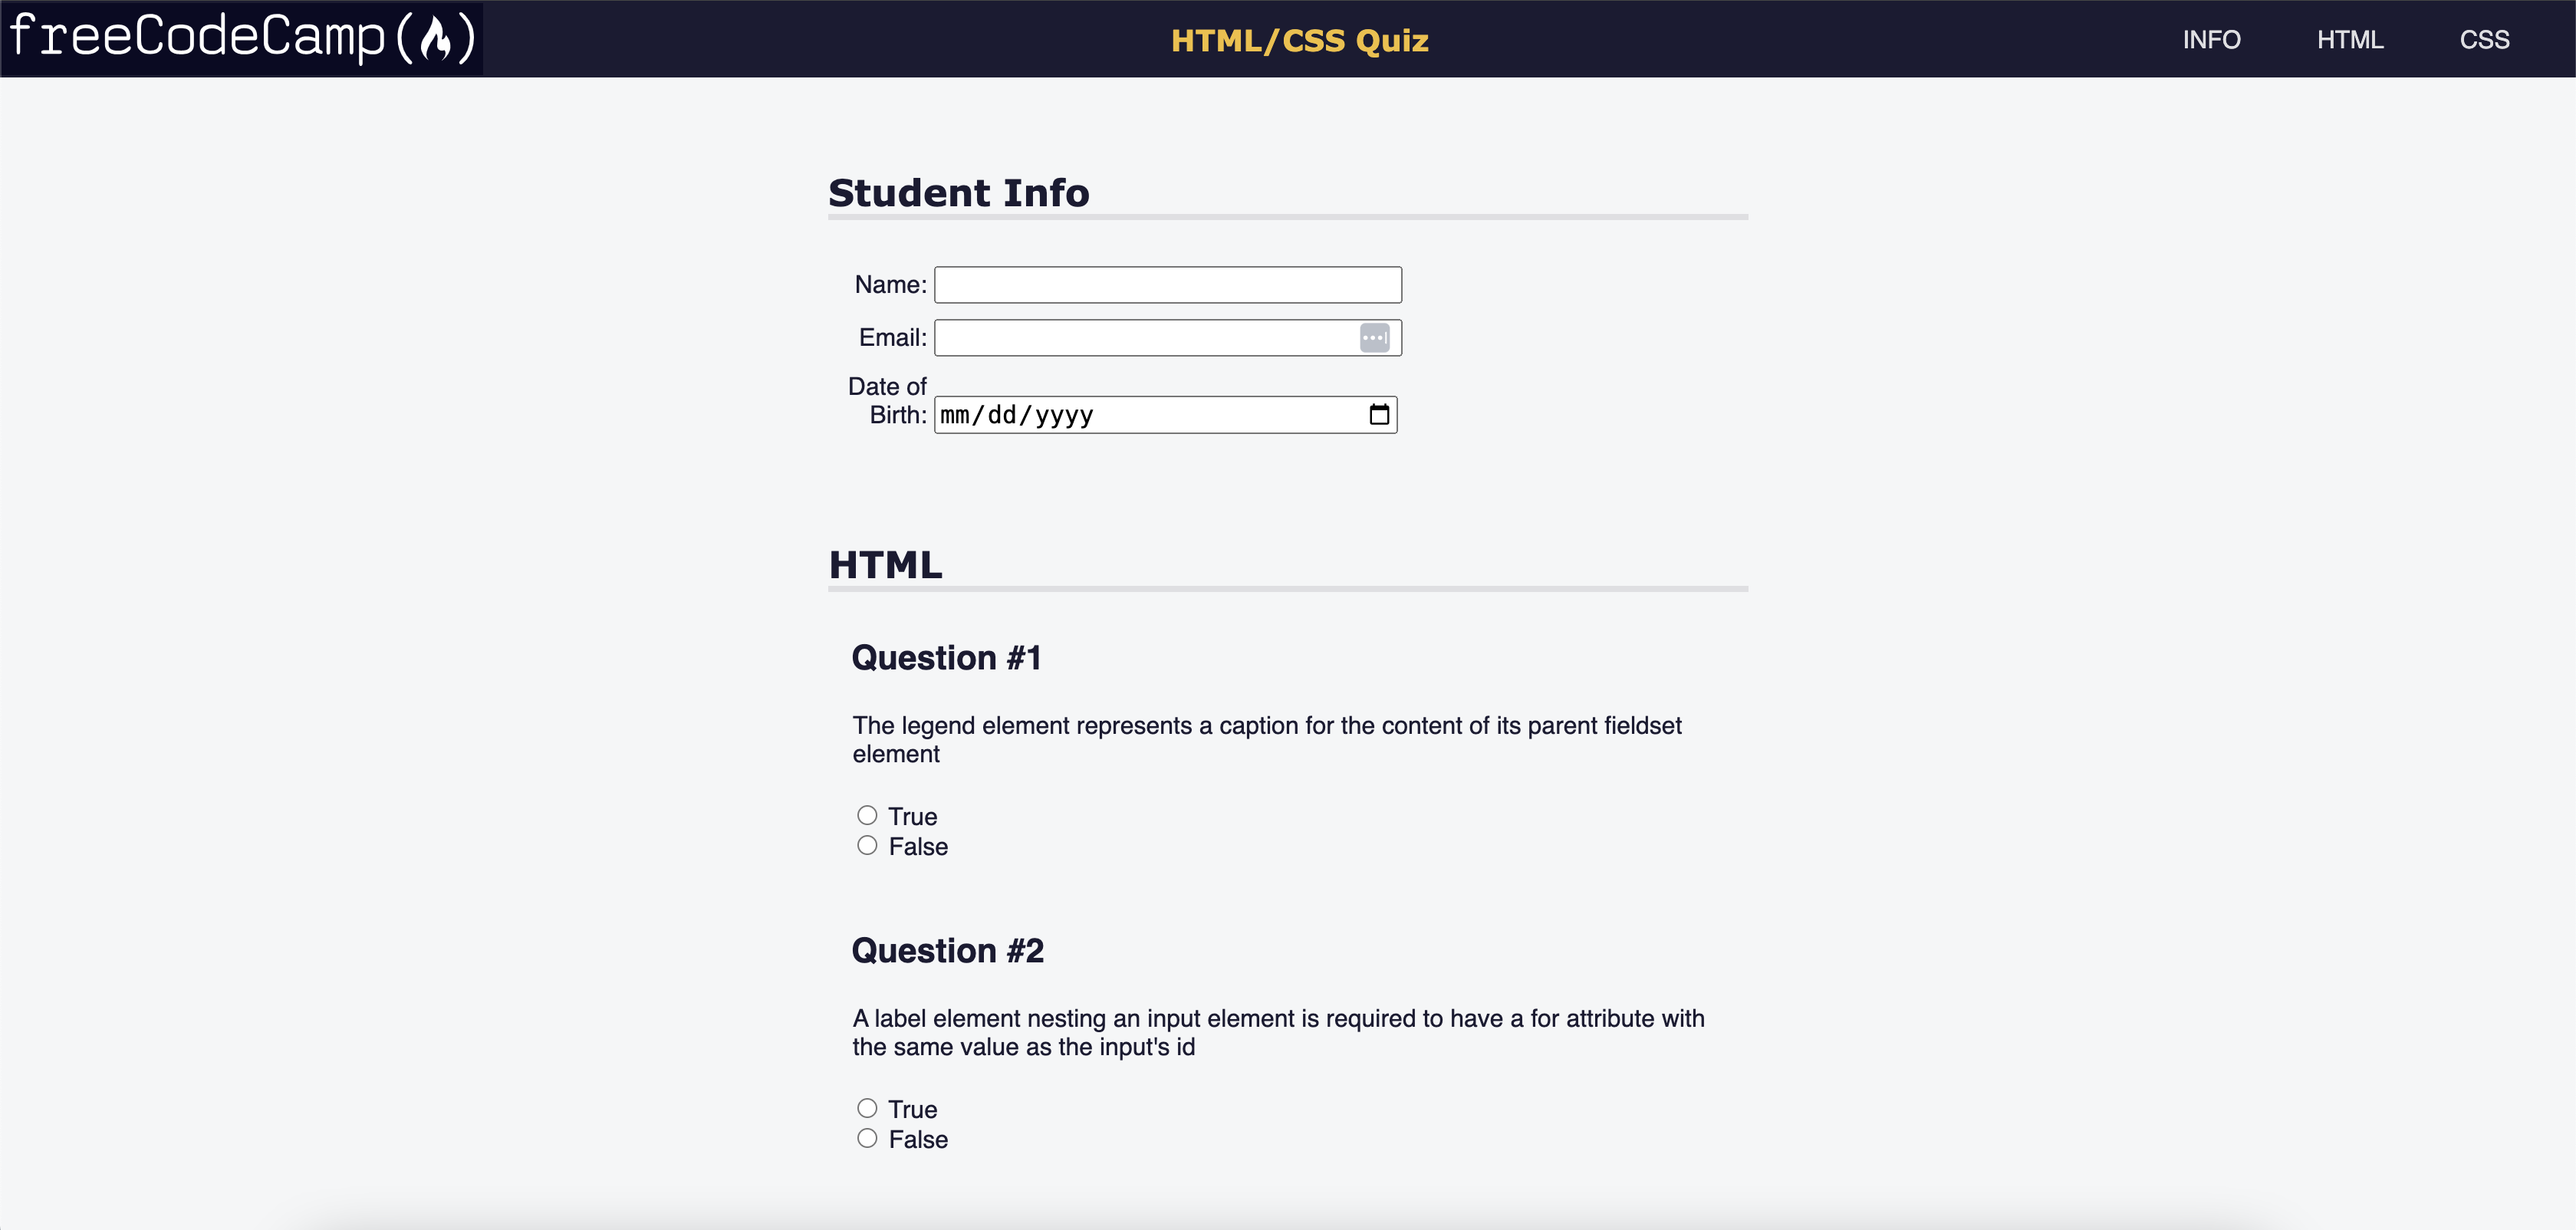 freeCodeCamp(🔥)
HTML/CSS Quiz
INFO
HTML
CSS
Student Info
Name:
Email:
Date of
Birth:
mm/dd/yyyy
HTML
Question #1
The legend element represents a caption for the content of its parent fieldset
element
True
False
Question #2
A label element nesting an input element is required to have a for attribute with
the same value as the input's id
True
False